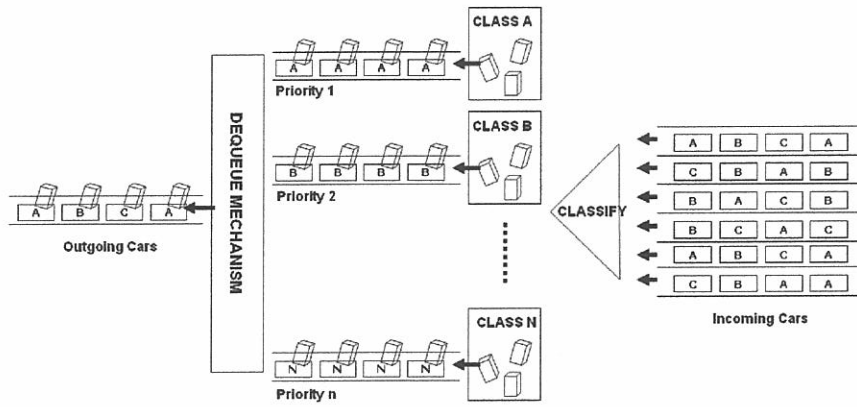 CLASS A
A A A A
Priority 1
CLASS B
B B B B
Priority 2
DEQUEUE MECHANISM
A B C A
Outgoing Cars
CLASSIFY
A B C A
C B A B
B A C B
B C A C
A B C A
C B A A
Incoming Cars
CLASS N
N N N N
Priority n